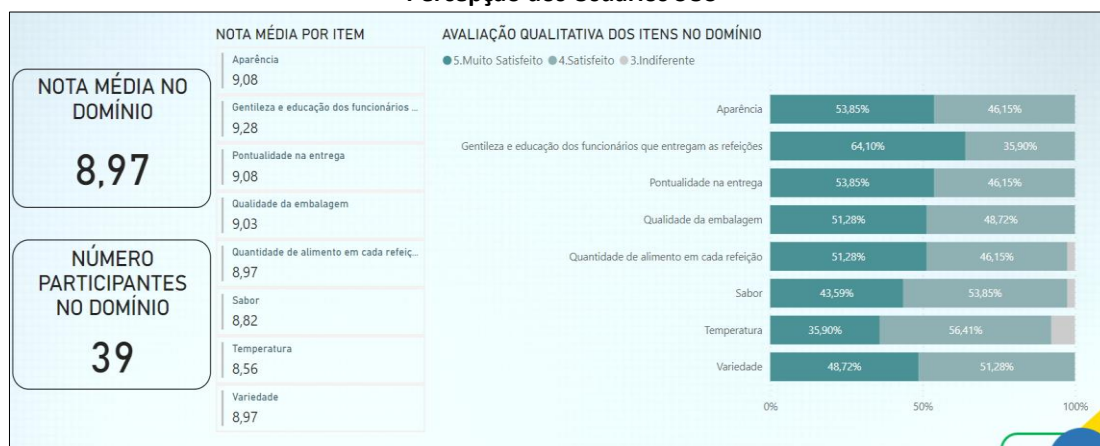 NOTA MÉDIA NO
DOMÍNIO
8,97
NÚMERO
PARTICIPANTES
NO DOMÍNIO
39
NOTA MÉDIA POR ITEM
Aparência
9,08
Gentileza e educação dos funcionários ...
9,28
Pontualidade na entrega
9,08
Qualidade da embalagem
9,03
Quantidade de alimento em cada refeiç...
8,97
Sabor
8,82
Temperatura
8,56
Variedade
8,97
AVALIAÇÃO QUALITATIVA DOS ITENS NO DOMÍNIO
5.Muito Satisfeito 4.Satisfeito 3.Indiferente
Aparência 53,85% 46,15%
Gentileza e educação dos funcionários que entregam as refeições 64,10% 35,90%
Pontualidade na entrega 53,85% 46,15%
Qualidade da embalagem 51,28% 48,72%
Quantidade de alimento em cada refeição 51,28% 46,15%
Sabor 43,59% 53,85%
Temperatura 35,90% 56,41%
Variedade 48,72% 51,28%
0% 50% 100%